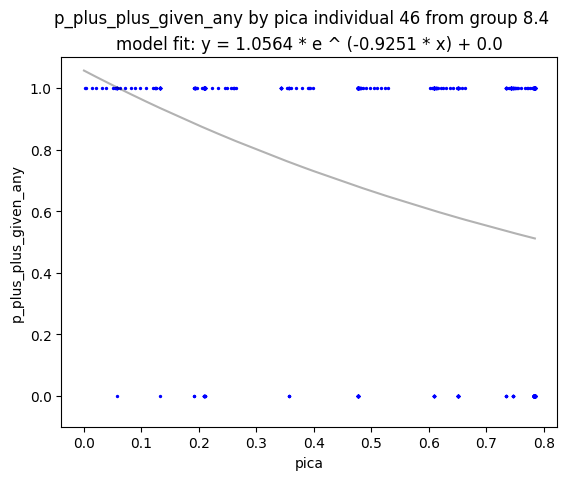 p_plus_plus_given_any by pica individual 46 from group 8.4
model fit: y = 1.0564 * e ^ (-0.9251 * x) + 0.0
p_plus_plus_given_any
1.0
0.8
0.6
0.4
0.2
0.0
0.0 0.1 0.2 0.3 0.4 0.5 0.6 0.7 0.8
pica